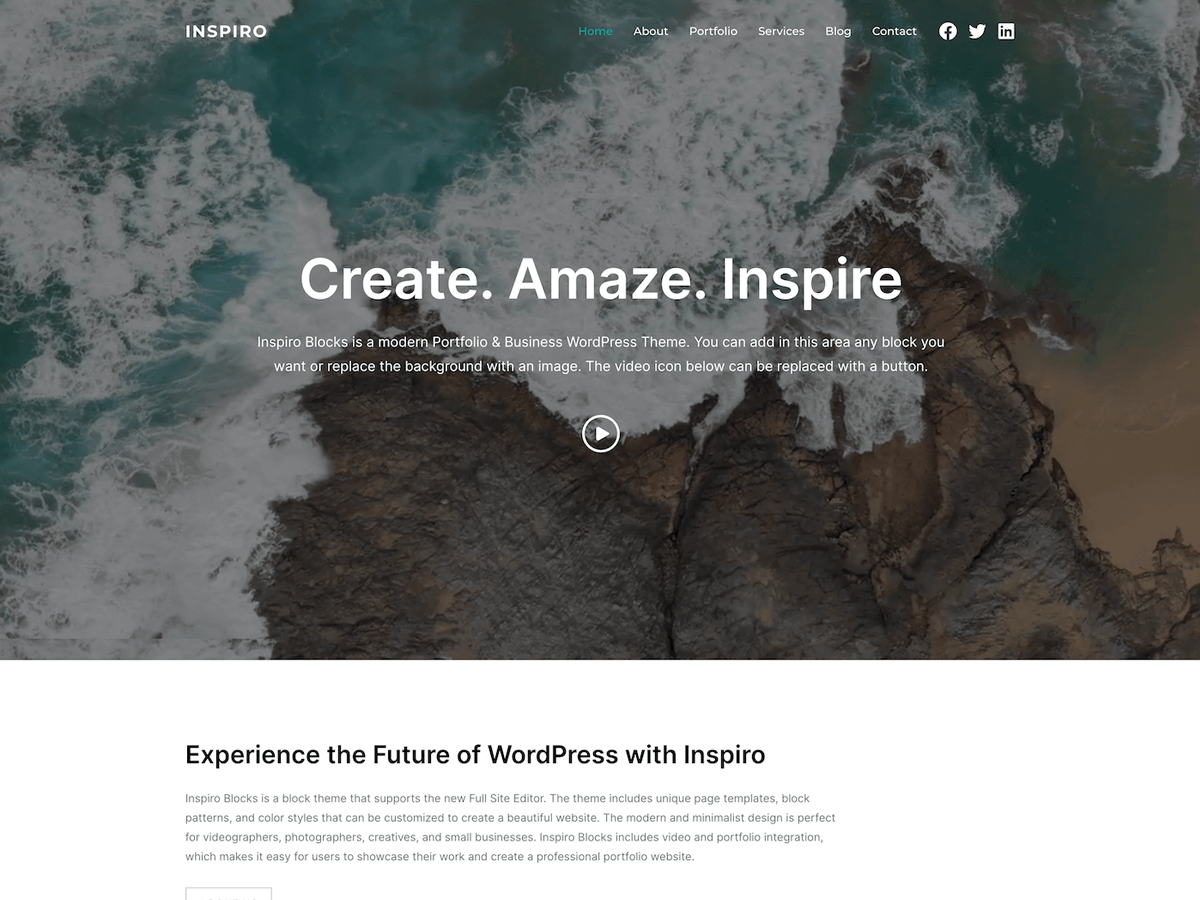 INSPIRO
Home About Portfolio Services Blog Contact
Create. Amaze. Inspire
Inspiro Blocks is a modern Portfolio & Business WordPress Theme. You can add in this area any block you
want or replace the background with an image. The video icon below can be replaced with a button.
Experience the Future of WordPress with Inspiro
Inspiro Blocks is a block theme that supports the new Full Site Editor. The theme includes unique page templates, block
patterns, and color styles that can be customized to create a beautiful website. The modern and minimalist design is perfect
for videographers, photographers, creatives, and small businesses. Inspiro Blocks includes video and portfolio integration,
which makes it easy for users to showcase their work and create a professional portfolio website.